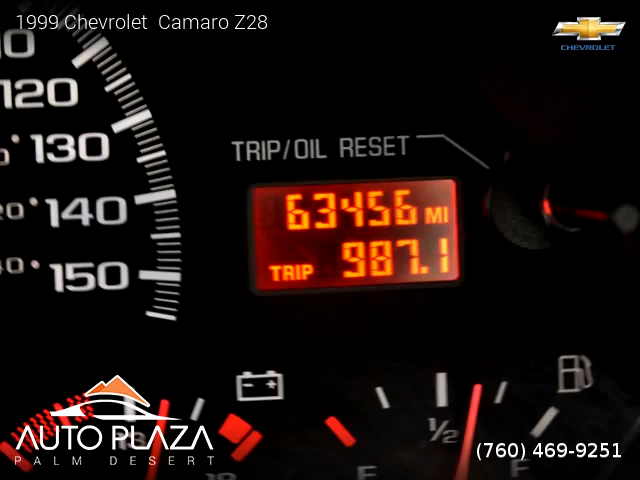 1999 Chevrolet Camaro Z28
CHEVROLET
120
130
TRIP/OIL RESET
140
63456 MI
150
TRIP 987.1
1/2
AUTO PLAZA
PALM DESERT
(760) 469-9251
F